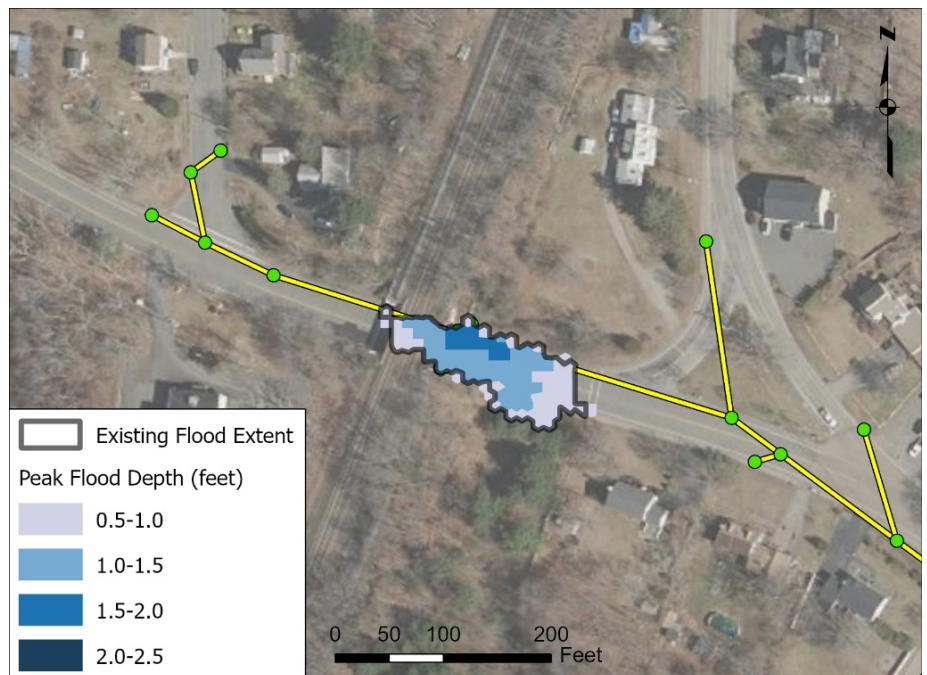 N
Existing Flood Extent
Peak Flood Depth (feet)
0.5-1.0
1.0-1.5
1.5-2.0
2.0-2.5
0 50 100 200
Feet